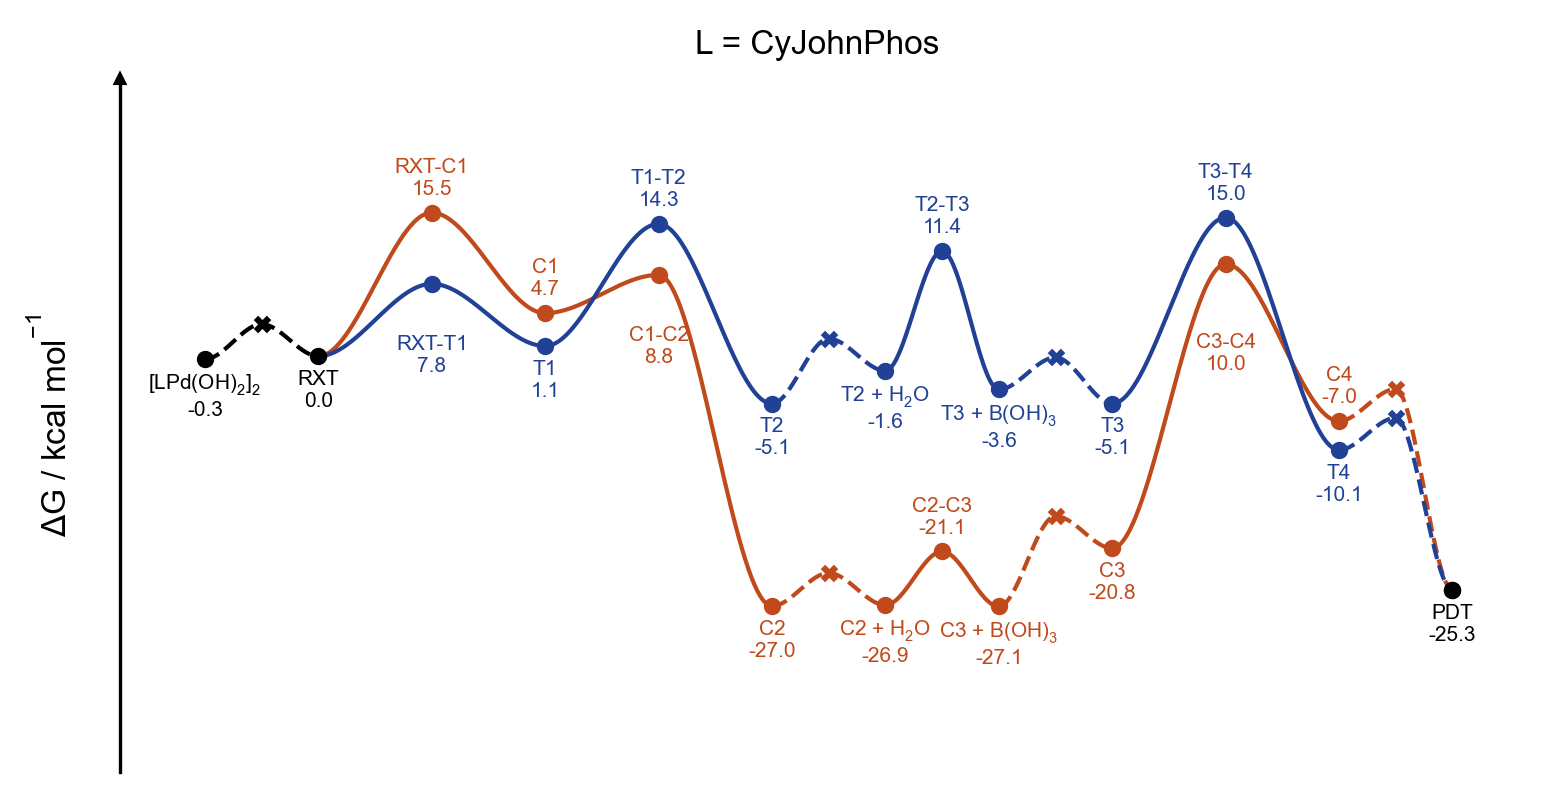 L = CyJohnPhos
ΔG / kcal mol⁻¹
[LPd(OH)₂]₂
-0.3
RXT
0.0
RXT-C1
15.5
RXT-T1
7.8
C1
4.7
T1
1.1
T1-T2
14.3
C1-C2
8.8
T2
-5.1
C2
-27.0
T2 + H₂O
-1.6
C2 + H₂O
-26.9
T2-T3
11.4
C2-C3
-21.1
T3 + B(OH)₃
-3.6
C3 + B(OH)₃
-27.1
T3
-5.1
C3
-20.8
T3-T4
15.0
C3-C4
10.0
C4
-7.0
T4
-10.1
PDT
-25.3